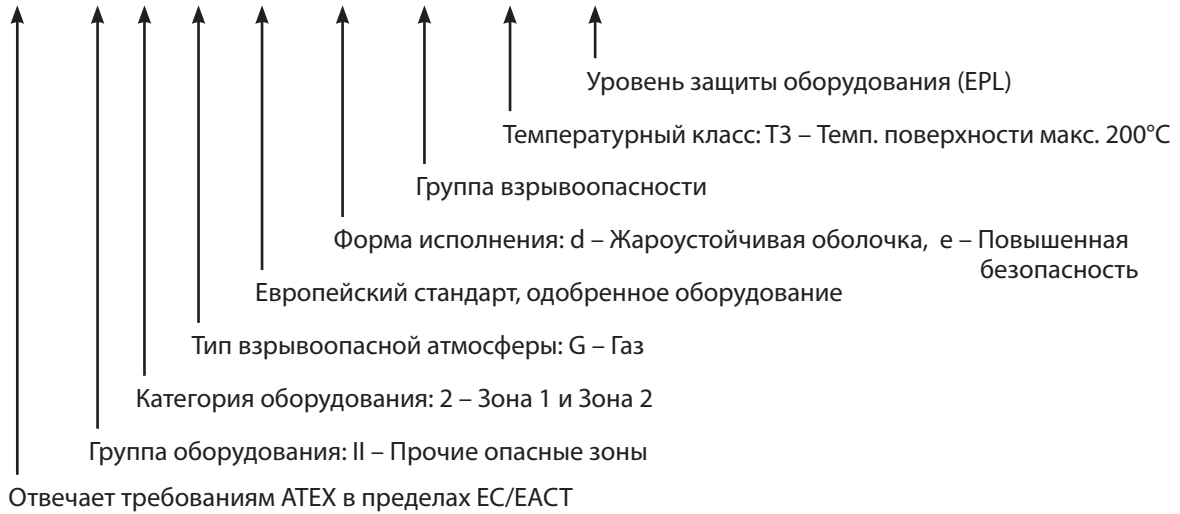 Уровень защиты оборудования (EPL)
Температурный класс: T3 – Темп. поверхности макс. 200°C
Группа взрывоопасности
Форма исполнения: d – Жароустойчивая оболочка, e – Повышенная
безопасность
Европейский стандарт, одобренное оборудование
Тип взрывоопасной атмосферы: G – Газ
Категория оборудования: 2 – Зона 1 и Зона 2
Группа оборудования: II – Прочие опасные зоны
Отвечает требованиям ATEX в пределах ЕС/ЕАСТ